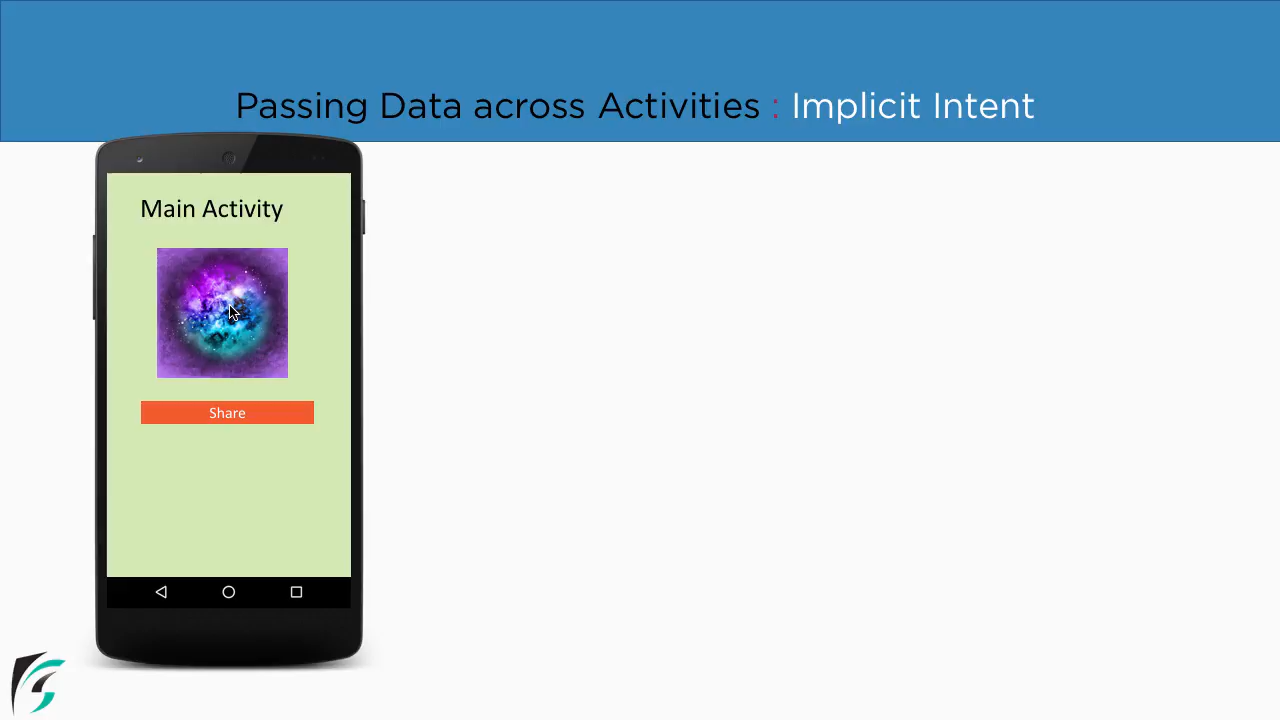 Passing Data across Activities : Implicit Intent
Main Activity
Share